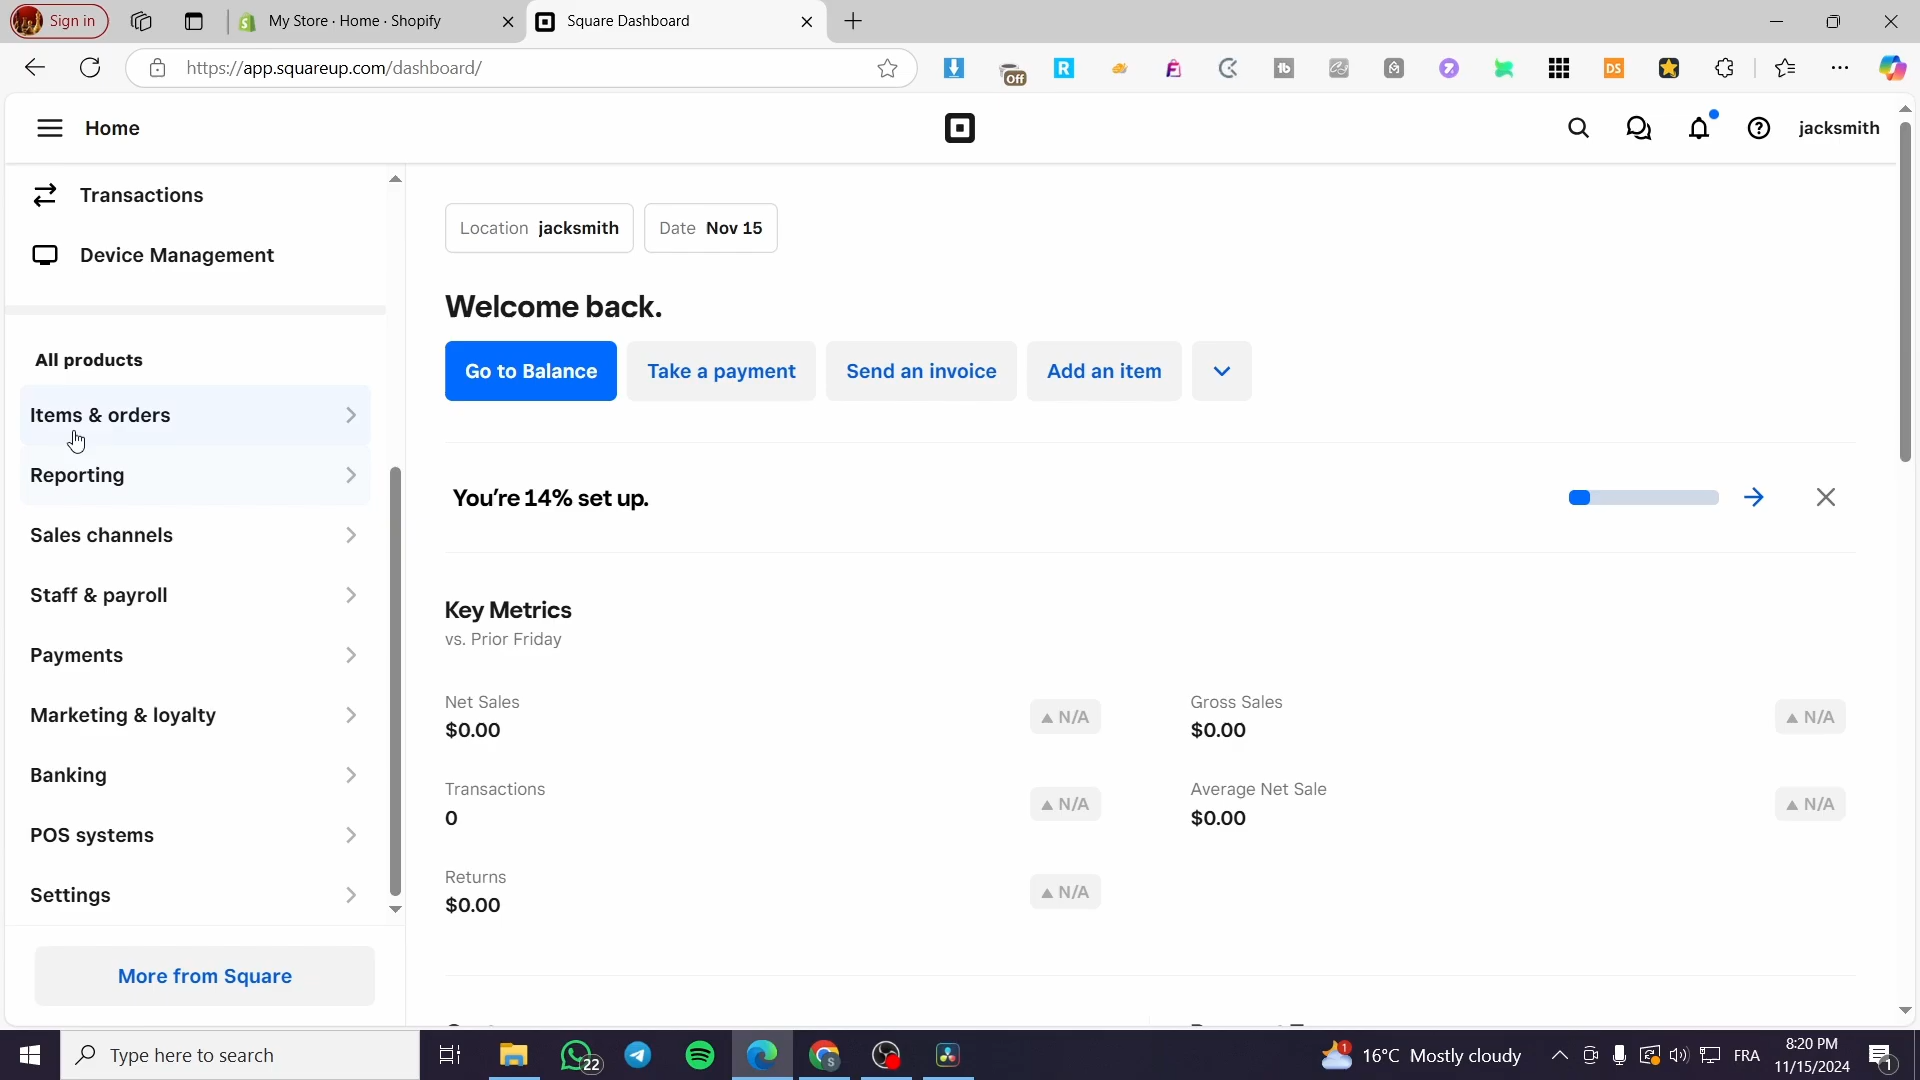 Sign in
My Store · Home · Shopify
Square Dashboard
https://app.squareup.com/dashboard/
Off
R
tb
DS
Home
jacksmith
Transactions
Device Management
All products
Items & orders
Reporting
Sales channels
Staff & payroll
Payments
Marketing & loyalty
Banking
POS systems
Settings
More from Square
Location jacksmith
Date Nov 15
Welcome back.
Go to Balance
Take a payment
Send an invoice
Add an item
You're 14% set up.
Key Metrics
vs. Prior Friday
Net Sales
$0.00
N/A
Gross Sales
$0.00
N/A
Transactions
0
N/A
Average Net Sale
$0.00
N/A
Returns
$0.00
N/A
Type here to search
22
S
1
16°C Mostly cloudy
FRA
8:20 PM
11/15/2024
1